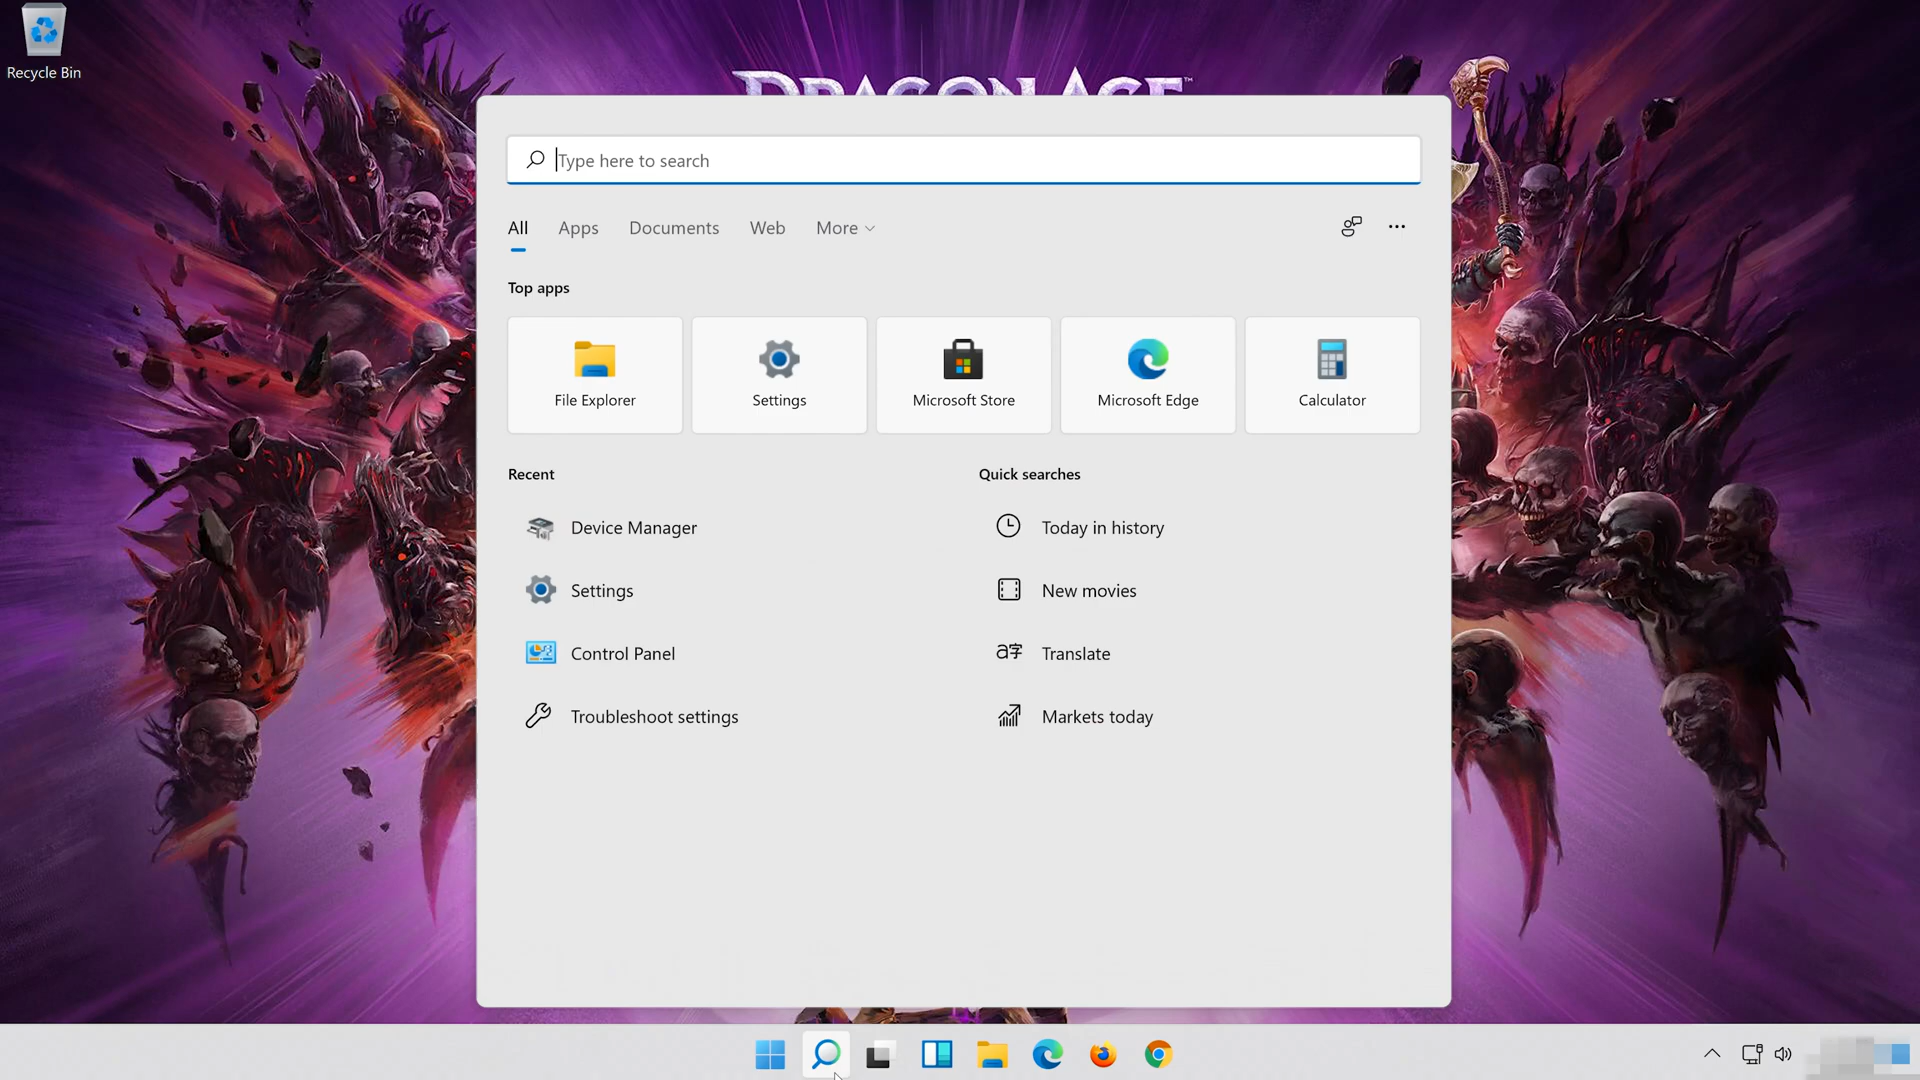 Recycle Bin
DRAGON AGE™
Type here to search
All Apps Documents Web More
Top apps
File Explorer Settings Microsoft Store Microsoft Edge Calculator
Recent
Quick searches
Device Manager
Today in history
Settings
New movies
Control Panel
Translate
Troubleshoot settings
Markets today